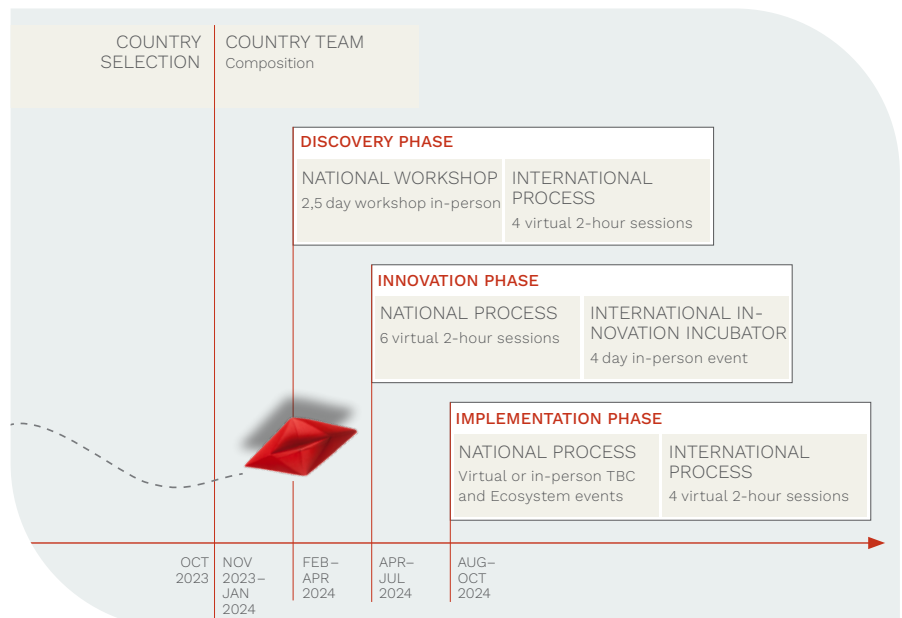 COUNTRY
SELECTION
COUNTRY TEAM
Composition
DISCOVERY PHASE
NATIONAL WORKSHOP
2,5 day workshop in-person
INTERNATIONAL
PROCESS
4 virtual 2-hour sessions
INNOVATION PHASE
NATIONAL PROCESS
6 virtual 2-hour sessions
INTERNATIONAL IN-
NOVATION INCUBATOR
4 day in-person event
IMPLEMENTATION PHASE
NATIONAL PROCESS
Virtual or in-person TBC
and Ecosystem events
INTERNATIONAL
PROCESS
4 virtual 2-hour sessions
OCT
2023
NOV
2023–
JAN
2024
FEB–
APR
2024
APR–
JUL
2024
AUG–
OCT
2024